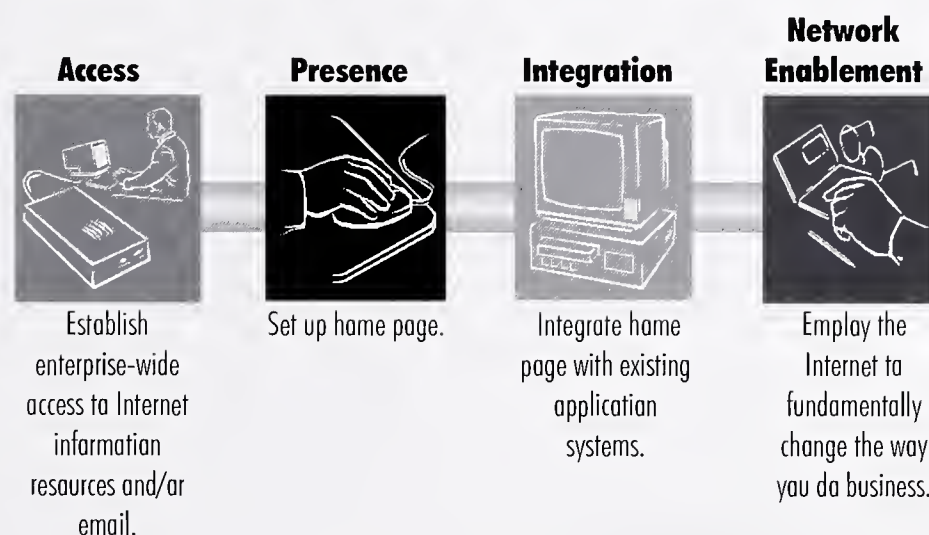 Access
Establish
enterprise-wide
access to Internet
information
resources and/or
email.
Presence
Set up home page.
Integration
Integrate home
page with existing
application
systems.
Network
Enablement
Employ the
Internet to
fundamentally
change the way
you do business.